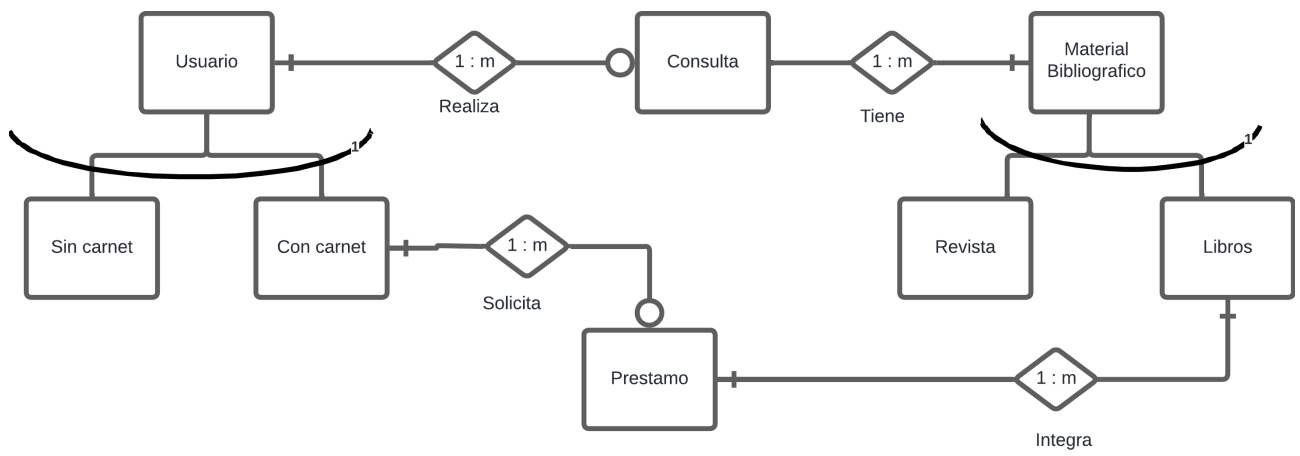 Usuario
1 : m
Realiza
Consulta
1 : m
Tiene
Material
Bibliografico
1
1
Sin carnet
Con carnet
1 : m
Solicita
Revista
Libros
Prestamo
1 : m
Integra